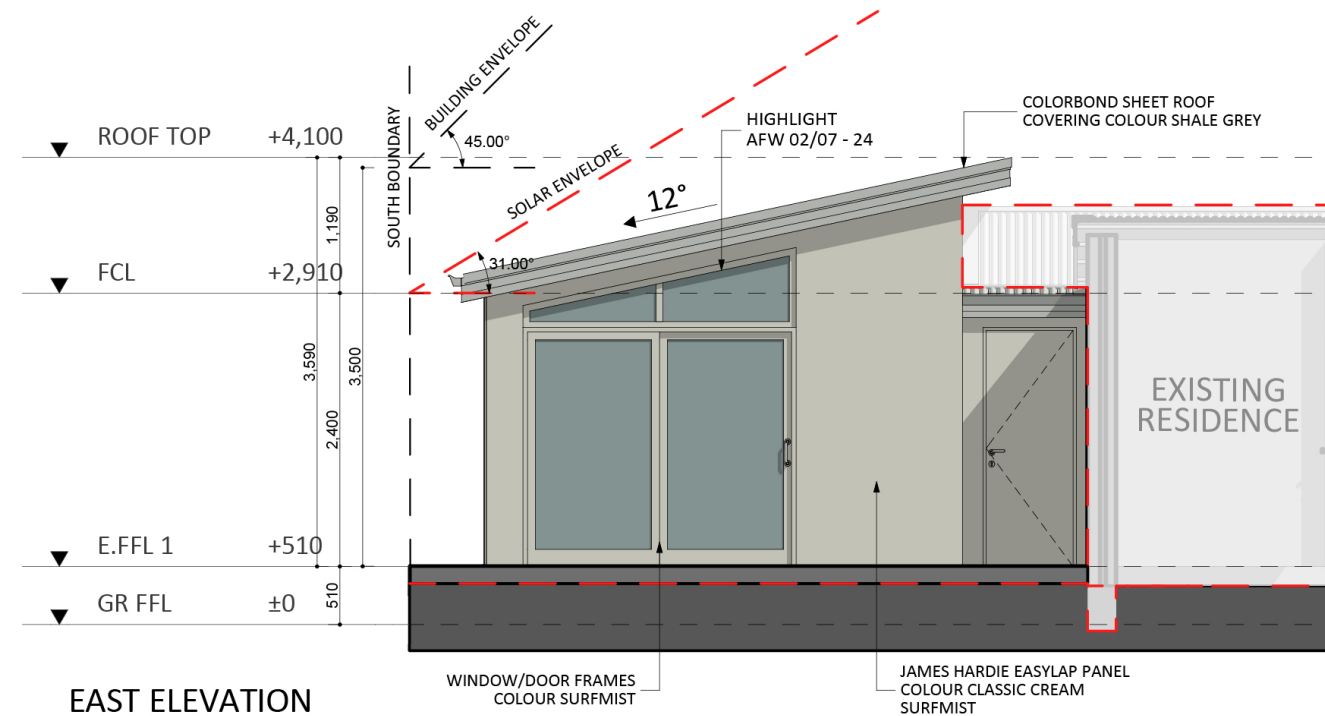 BUILDING ENVELOPE
COLORBOND SHEET ROOF
COVERING COLOUR SHALE GREY
HIGHLIGHT
AFW 02/07 - 24
ROOF TOP +4,100
45.00°
SOUTH BOUNDARY
SOLAR ENVELOPE
12°
1,190
FCL +2,910
31.00°
3,590
3,500
2,400
EXISTING
RESIDENCE
E.FFL 1 +510
GR FFL ±0
510
WINDOW/DOOR FRAMES
COLOUR SURFMIST
JAMES HARDIE EASYLAP PANEL
COLOUR CLASSIC CREAM
SURFMIST
EAST ELEVATION